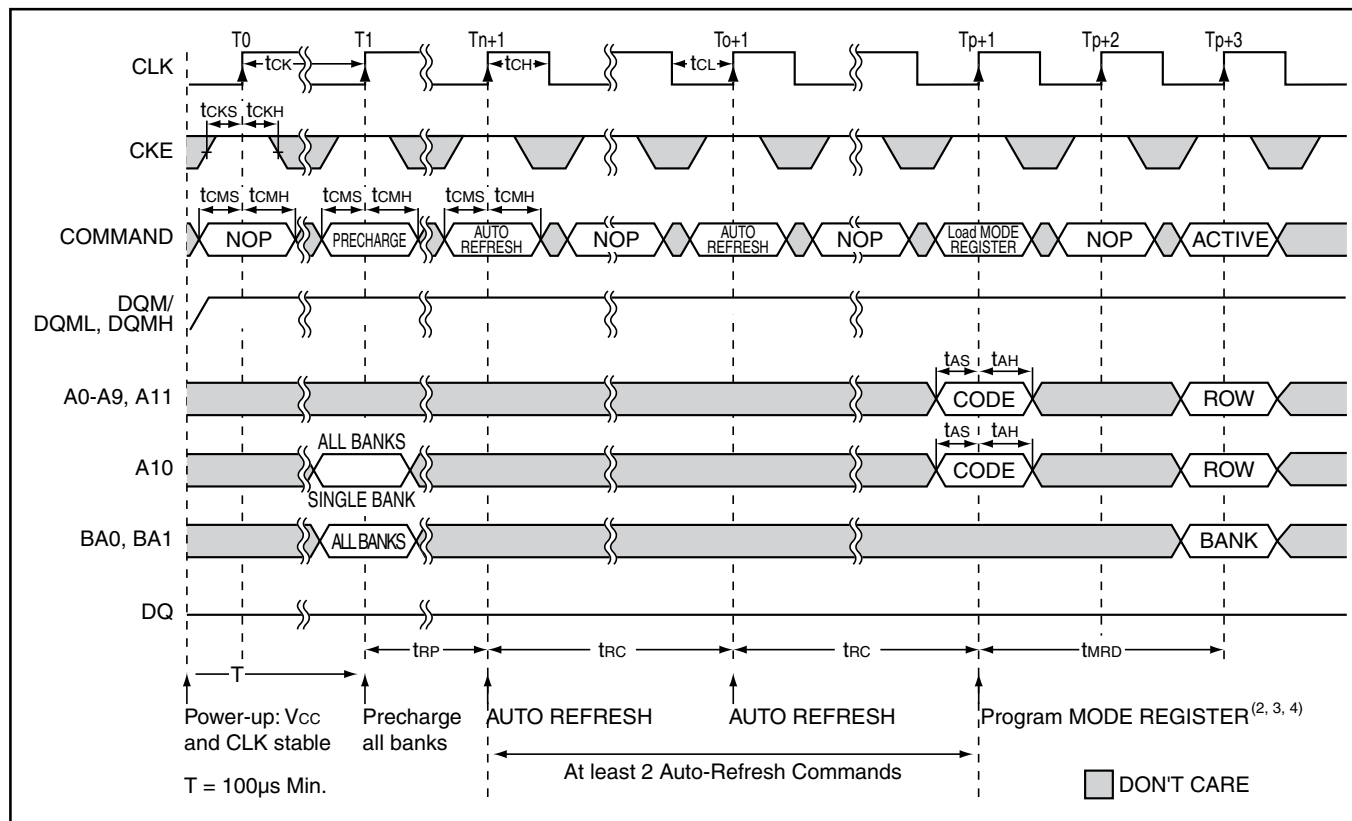 T0 T1 Tn+1 To+1 Tp+1 Tp+2 Tp+3
CLK tCK tCH tCL
tCKS tCKH
CKE
tCMS tCMH tCMS tCMH tCMS tCMH
COMMAND NOP PRECHARGE AUTO REFRESH NOP AUTO REFRESH NOP Load MODE REGISTER NOP ACTIVE
DQM/
DQML, DQMH
tAS tAH
A0-A9, A11 CODE ROW
ALL BANKS tAS tAH
A10 CODE ROW
SINGLE BANK
BA0, BA1 ALL BANKS BANK
DQ
T tRP tRC tRC tMRD
Power-up: VCC
and CLK stable
Precharge
all banks
AUTO REFRESH
AUTO REFRESH
Program MODE REGISTER(2, 3, 4)
At least 2 Auto-Refresh Commands
T = 100µs Min.
DON'T CARE